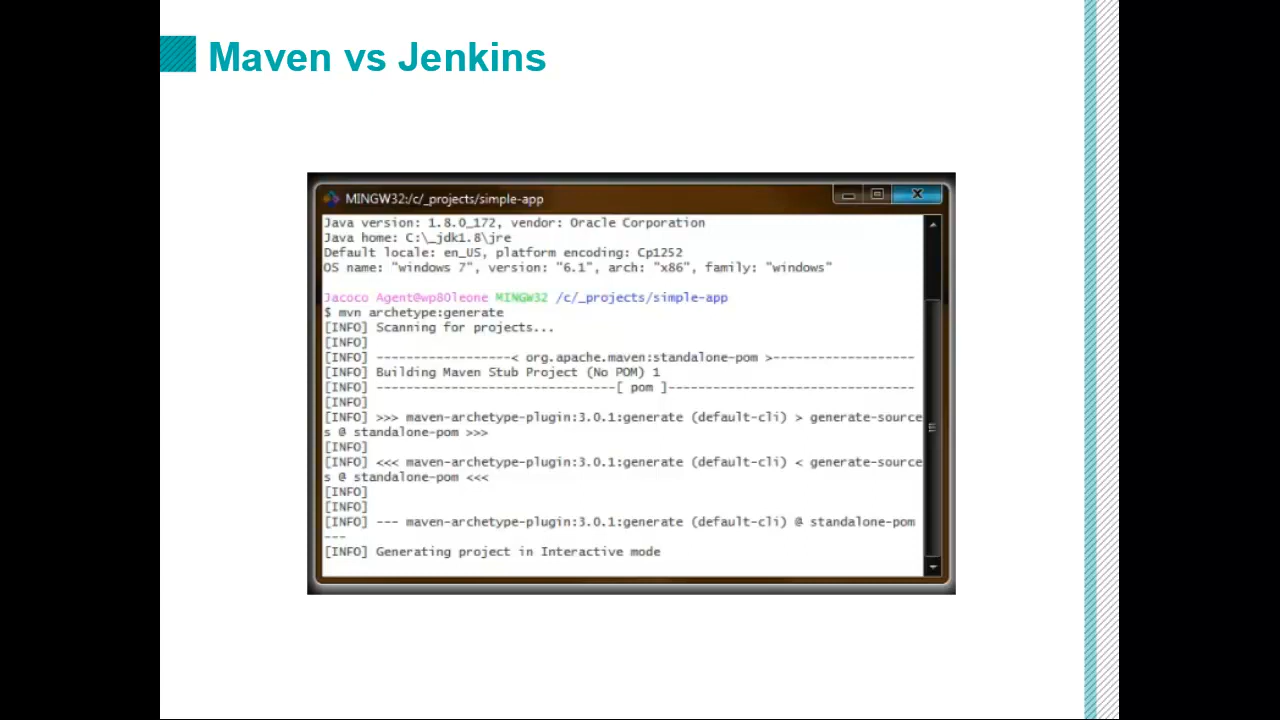 Maven vs Jenkins
MINGW32:/c/_projects/simple-app
Java version: 1.8.0_172, vendor: Oracle Corporation
Java home: C:\_jdk1.8\jre
Default locale: en_US, platform encoding: Cp1252
OS name: "windows 7", version: "6.1", arch: "x86", family: "windows"
Jacoco Agent@wp80leone MINGW32 /c/_projects/simple-app
$ mvn archetype:generate
[INFO] Scanning for projects...
[INFO]
[INFO] ------------------< org.apache.maven:standalone-pom >-------------------
[INFO] Building Maven Stub Project (No POM) 1
[INFO] --------------------------------[ pom ]---------------------------------
[INFO]
[INFO] >>> maven-archetype-plugin:3.0.1:generate (default-cli) > generate-source
s @ standalone-pom >>>
[INFO]
[INFO] <<< maven-archetype-plugin:3.0.1:generate (default-cli) < generate-source
s @ standalone-pom <<<
[INFO]
[INFO]
[INFO] --- maven-archetype-plugin:3.0.1:generate (default-cli) @ standalone-pom
---
[INFO] Generating project in Interactive mode